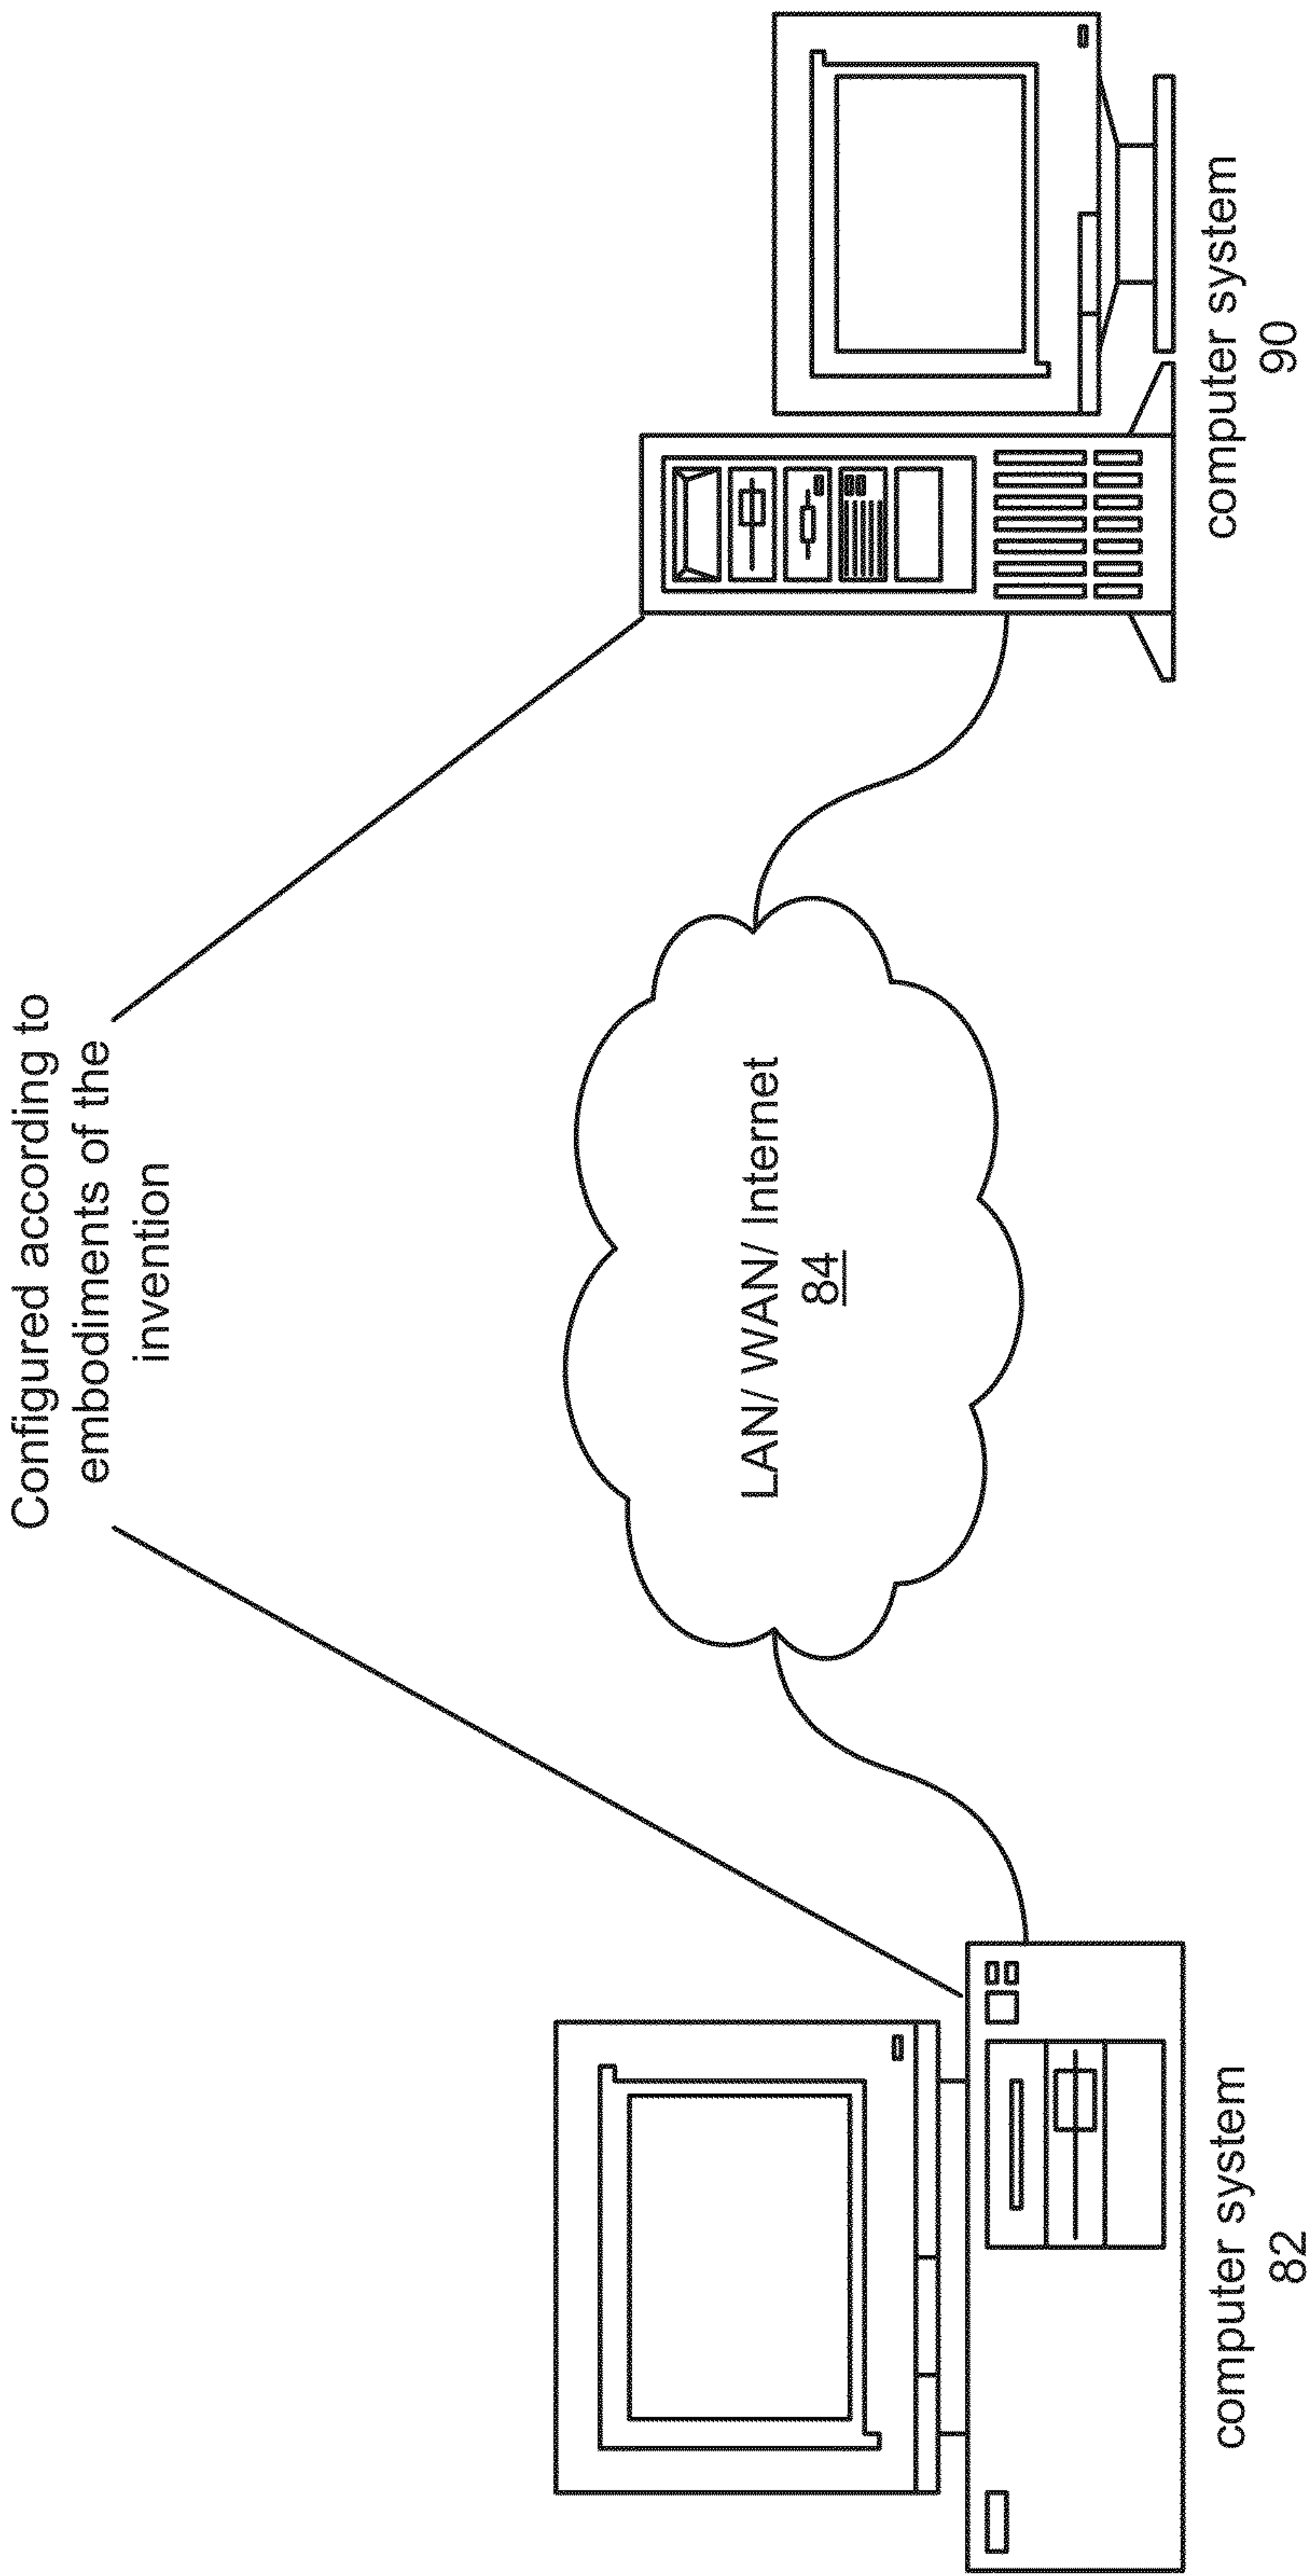 Configured according to
embodiments of the
invention
LAN/ WAN/ Internet
84
computer system
82
computer system
90